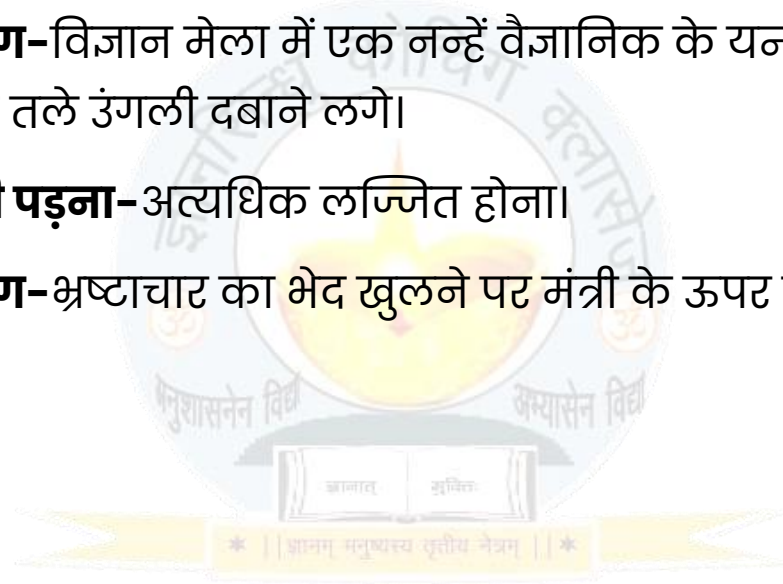 ग-विज्ञान मेला में एक नन्हें वैज्ञानिक के यन
तले उंगली दबाने लगे।
पड़ना-अत्यधिक लज्जित होना।
ग-भ्रष्टाचार का भेद खुलने पर मंत्री के ऊपर
ज्ञानसिन्धु कोचिंग क्लासेज
अनुशासनेन विद्या
अभ्यासेन विद्या
ज्ञानात् मुक्तिः
* ||ज्ञानम् मनुष्यस्य तृतीय नेत्रम् ||*